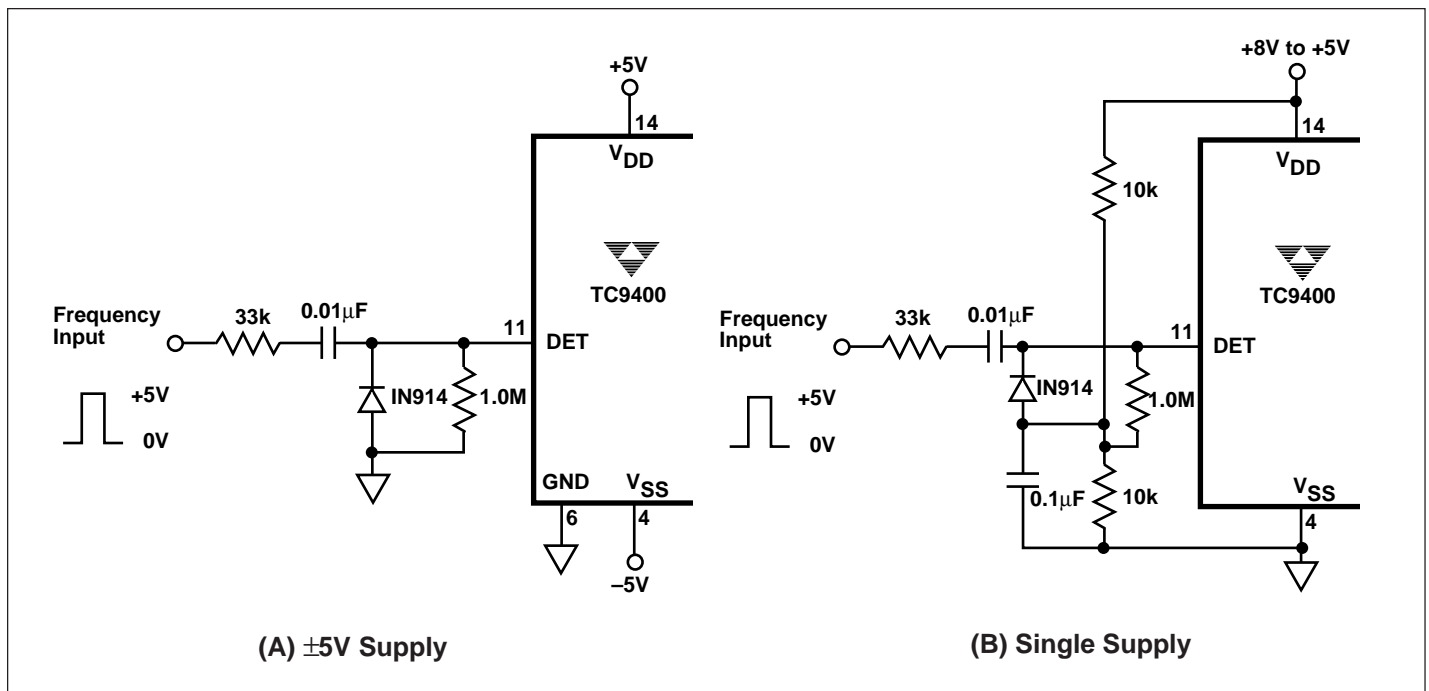 +5V
14
VDD
TC9400
Frequency
Input
33k
0.01μF
11
DET
IN914
1.0M
+5V
0V
GND
VSS
6
4
–5V
(A) ±5V Supply
+8V to +5V
14
VDD
10k
TC9400
Frequency
Input
33k
0.01μF
11
DET
IN914
1.0M
+5V
0V
0.1μF
10k
VSS
4
(B) Single Supply